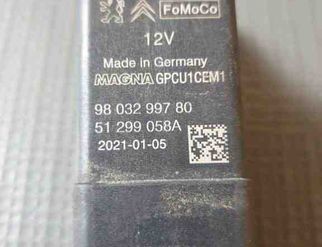 FoMoCo
12V
Made in Germany
MAGNA GPCU1CEM1
98 032 997 80
51 299 058A
2021-01-05